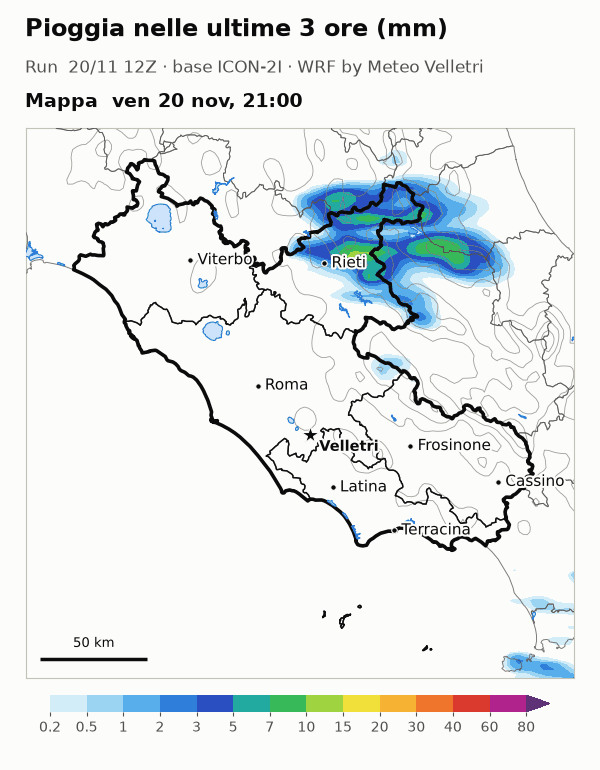 Pioggia nelle ultime 3 ore (mm)
Run  20/11 12Z · base ICON-2I · WRF by Meteo Velletri
Mappa  ven 20 nov, 21:00
Viterbo
Rieti
Roma
Velletri
Frosinone
Latina
Cassino
Terracina
50 km
0.2 0.5 1 2 3 5 7 10 15 20 30 40 60 80